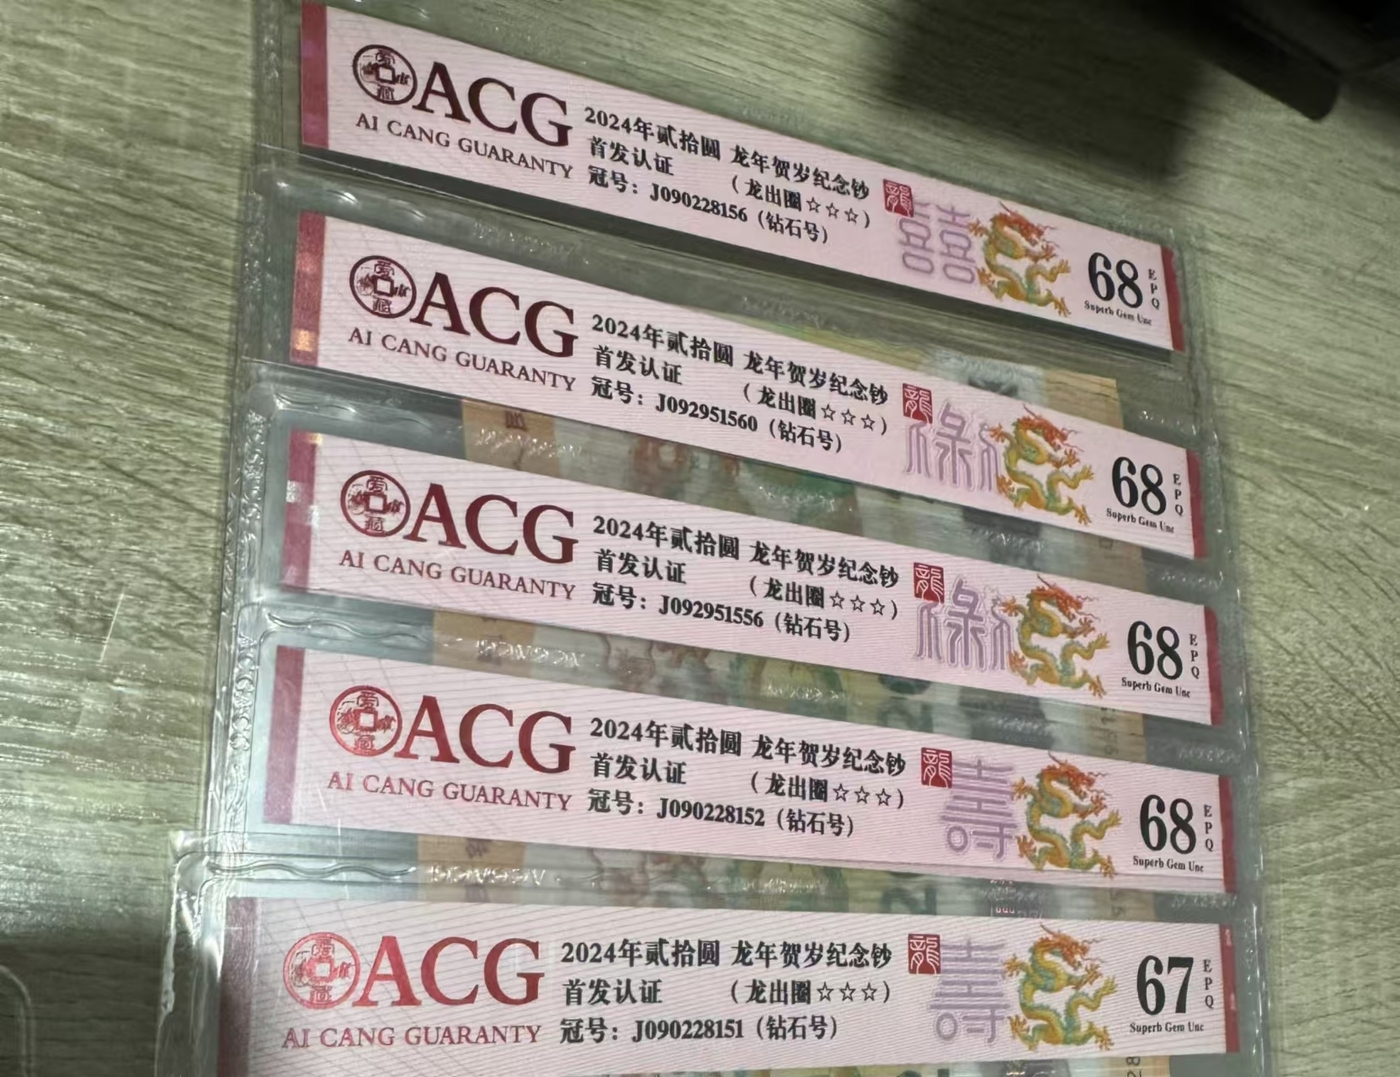 ACG
AI CANG GUARANTY
2024年贰拾圆 龙年贺岁纪念钞
首发认证 (龙出圈☆☆☆)
冠号：J090228156 (钻石号)
龍
囍
68
EPQ
Superb Gem Unc
ACG
AI CANG GUARANTY
2024年贰拾圆 龙年贺岁纪念钞
首发认证 (龙出圈☆☆☆)
冠号：J092951560 (钻石号)
龍
禄
68
EPQ
Superb Gem Unc
ACG
AI CANG GUARANTY
2024年贰拾圆 龙年贺岁纪念钞
首发认证 (龙出圈☆☆☆)
冠号：J092951556 (钻石号)
龍
禄
68
EPQ
Superb Gem Unc
ACG
AI CANG GUARANTY
2024年贰拾圆 龙年贺岁纪念钞
首发认证 (龙出圈☆☆☆)
冠号：J090228152 (钻石号)
龍
壽
68
EPQ
Superb Gem Unc
ACG
AI CANG GUARANTY
2024年贰拾圆 龙年贺岁纪念钞
首发认证 (龙出圈☆☆☆)
冠号：J090228151 (钻石号)
龍
壽
67
EPQ
Superb Gem Unc